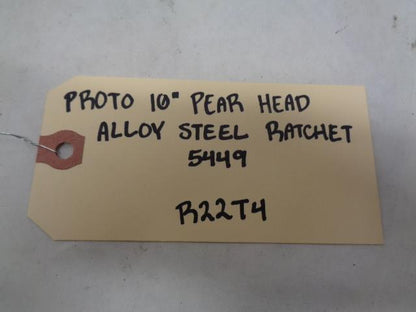 PROTO 10" PEAR HEAD
ALLOY STEEL RATCHET
5449
R22T4